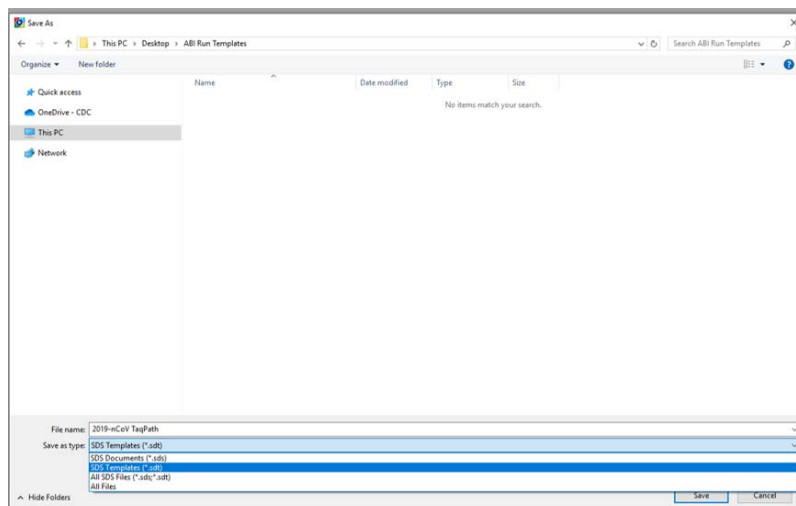 Save As
This PC > Desktop > ABI Run Templates
Search ABI Run Templates
Organize
New folder
Name
Date modified
Type
Size
No items match your search.
Quick access
OneDrive - CDC
This PC
Network
File name: 2019-nCoV TaqPath
Save as type: SDS Templates (*.sdt)
SDS Documents (*.sds)
SDS Templates (*.sdt)
All SDS Files (*.sds;*.sdt)
All Files
Hide Folders
Save
Cancel